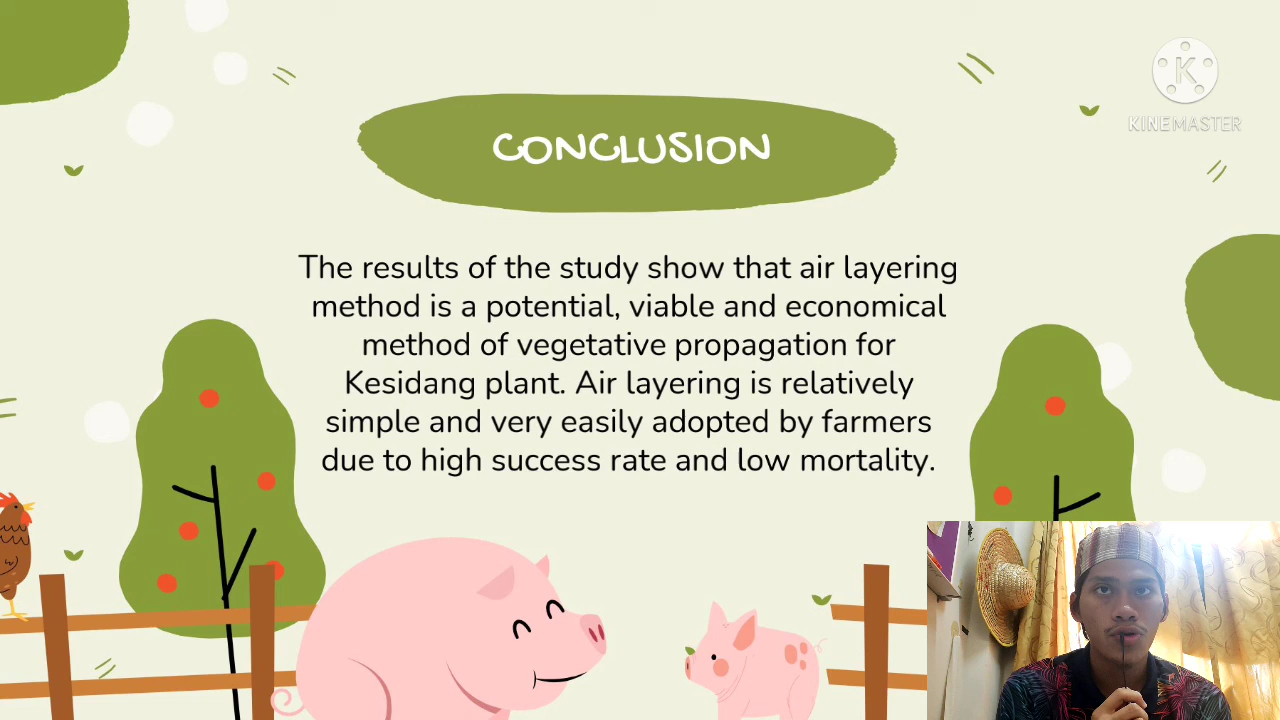 K
KINEMASTER
CONCLUSION
The results of the study show that air layering
method is a potential, viable and economical
method of vegetative propagation for
Kesidang plant. Air layering is relatively
simple and very easily adopted by farmers
due to high success rate and low mortality.